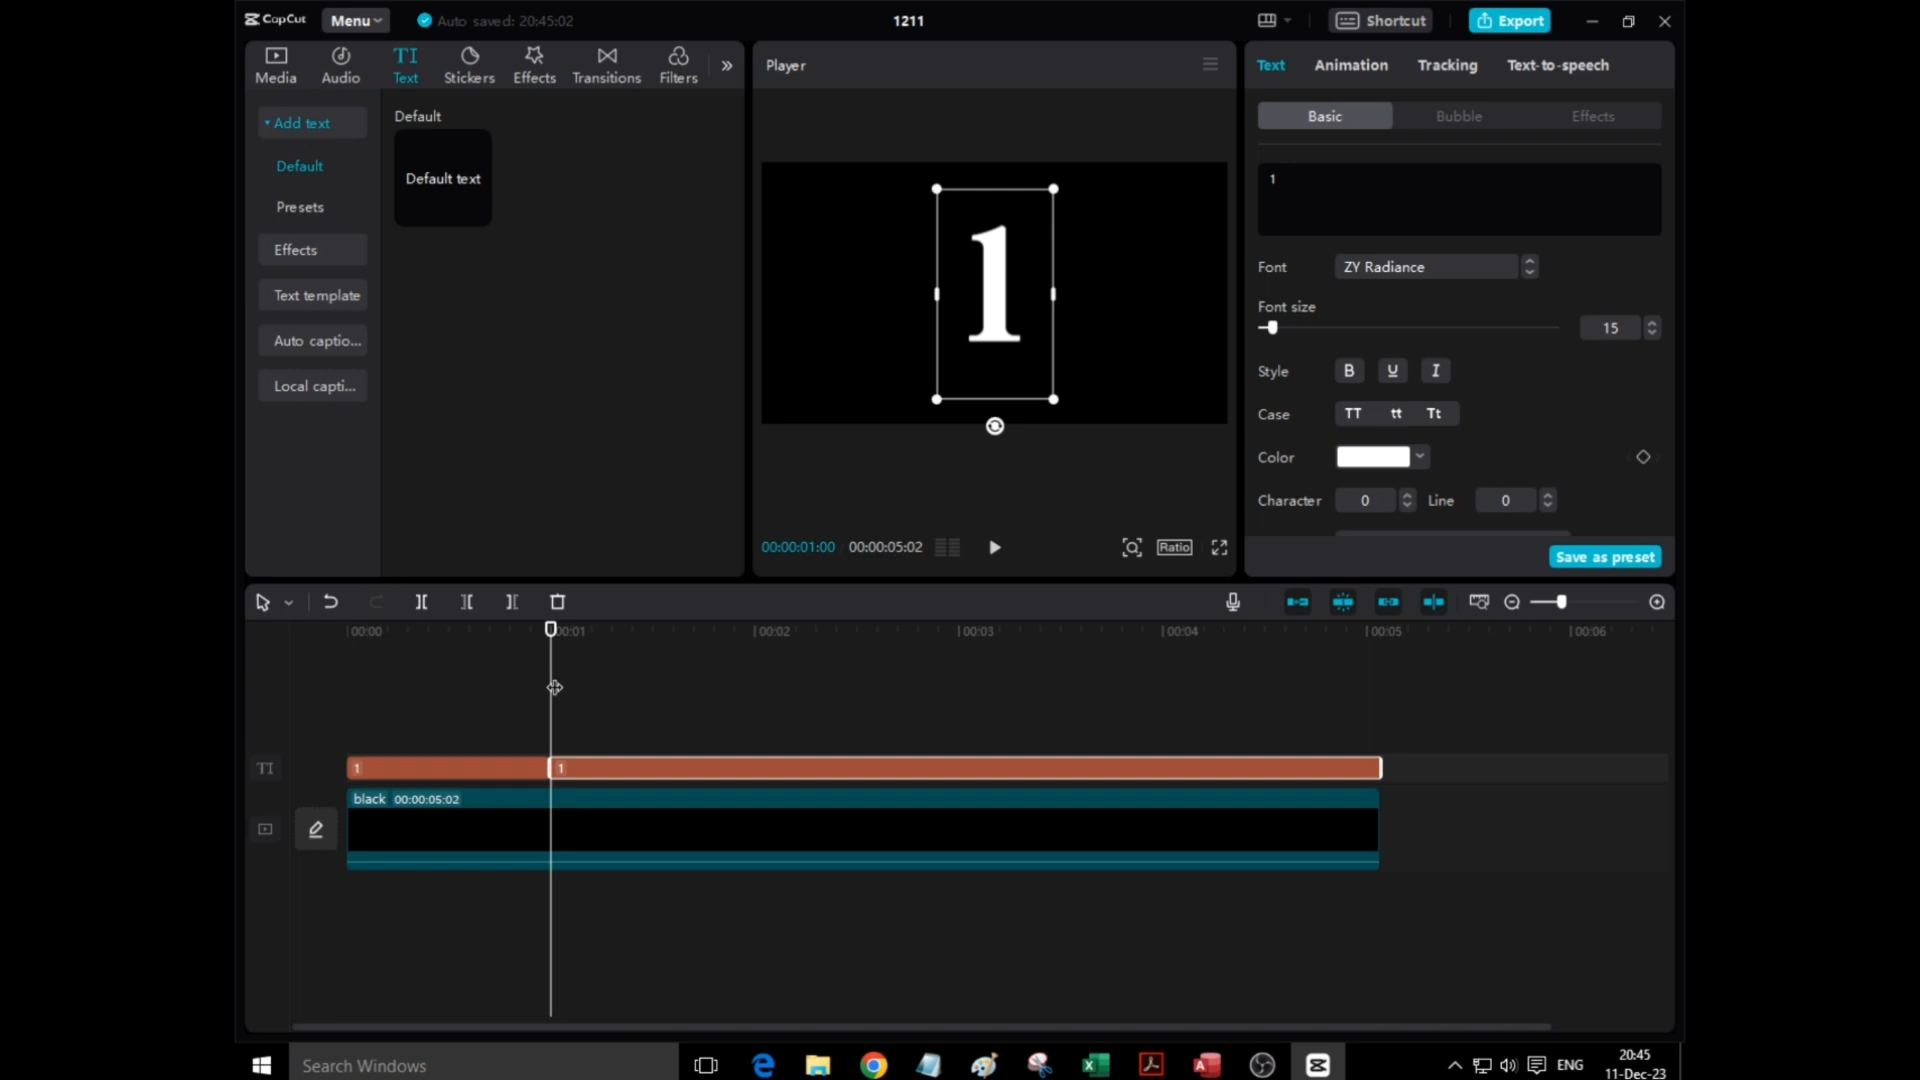 CapCut
Menu
Auto saved: 20:45:02
1211
Shortcut
Export
Media
Audio
TI
Text
Stickers
Effects
Transitions
Filters
Player
Text
Animation
Tracking
Text-to-speech
Add text
Default
Presets
Effects
Text template
Auto captio...
Local capti...
Default
Default text
1
Basic
Bubble
Effects
1
Font
ZY Radiance
Font size
15
Style
B
U
I
Case
TT
tt
Tt
Color
Character
0
Line
0
Save as preset
00:00:01:00
00:00:05:02
Ratio
00:00
00:01
00:02
00:03
00:04
00:05
00:06
TI
1
1
black 00:00:05:02
Search Windows
ENG
20:45
11-Dec-23